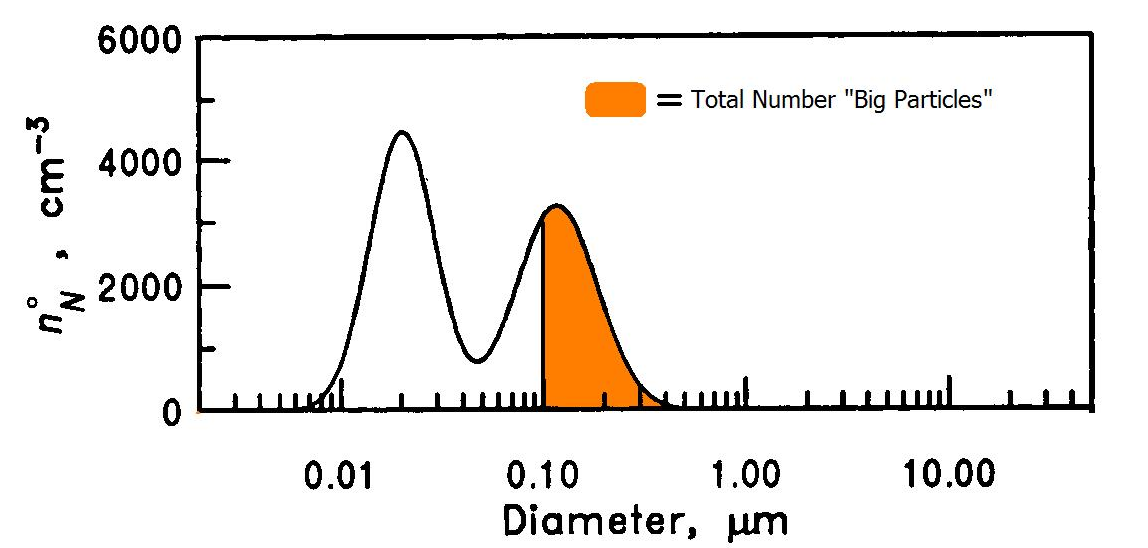 6000
= Total Number "Big Particles"
4000
2000
0
n°N , cm−3
0.01 0.10 1.00 10.00
Diameter, μm